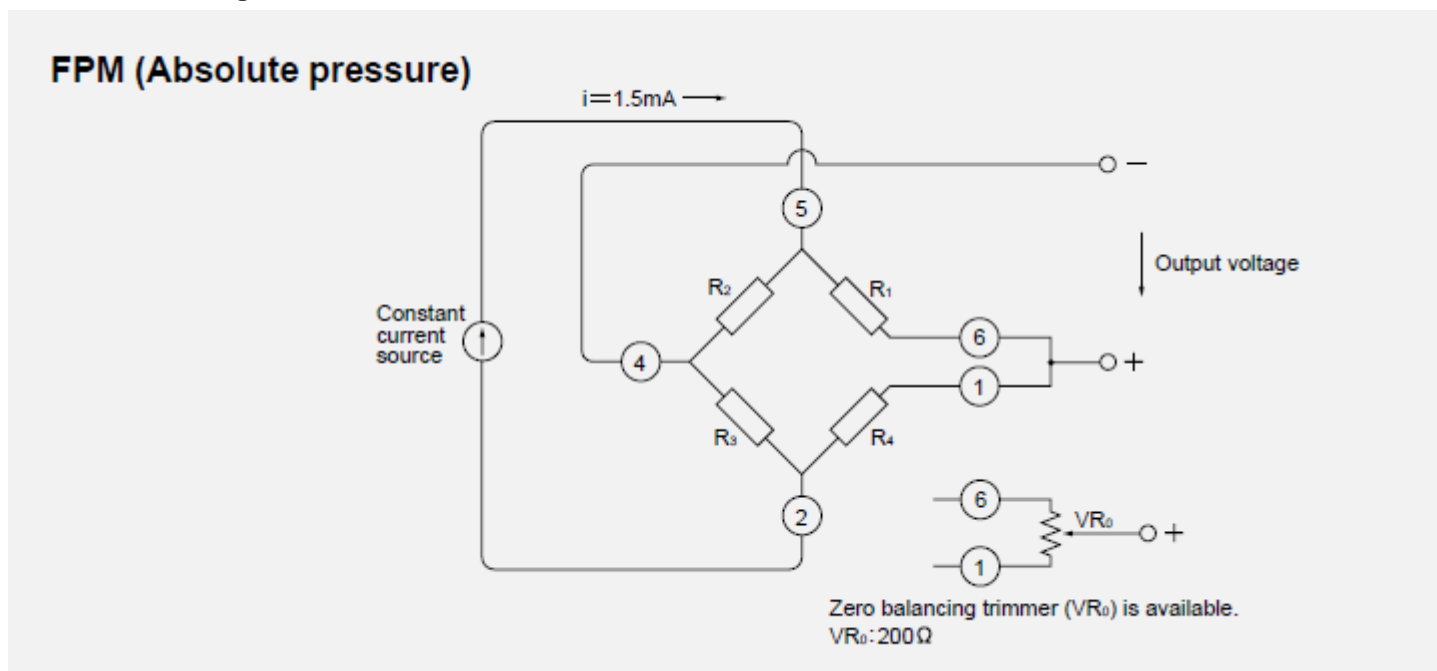 FPM (Absolute pressure)
i=1.5mA
−
5
Output voltage
R₂
R₁
Constant
current
source
6
4
+
1
R₃
R₄
6
VR₀
+
2
1
Zero balancing trimmer (VR₀) is available.
VR₀:200Ω